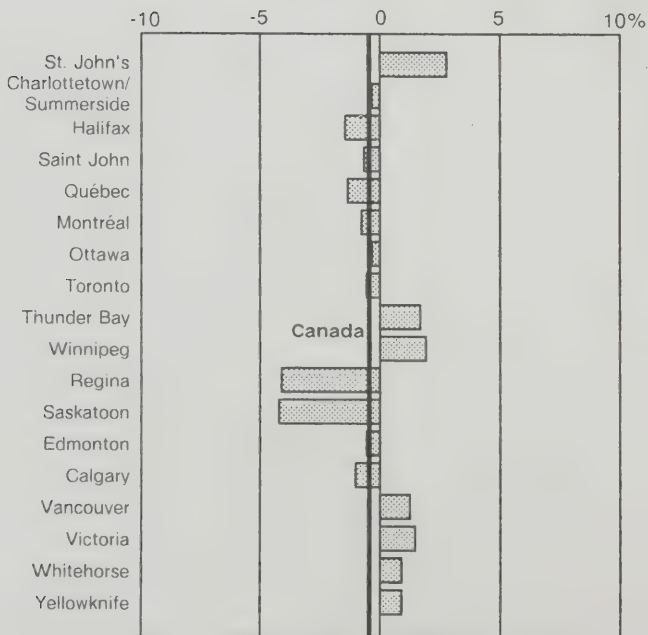 -10 -5 0 5 10%
St. John's
Charlottetown/
Summerside
Halifax
Saint John
Québec
Montréal
Ottawa
Toronto
Thunder Bay
Canada
Winnipeg
Regina
Saskatoon
Edmonton
Calgary
Vancouver
Victoria
Whitehorse
Yellowknife